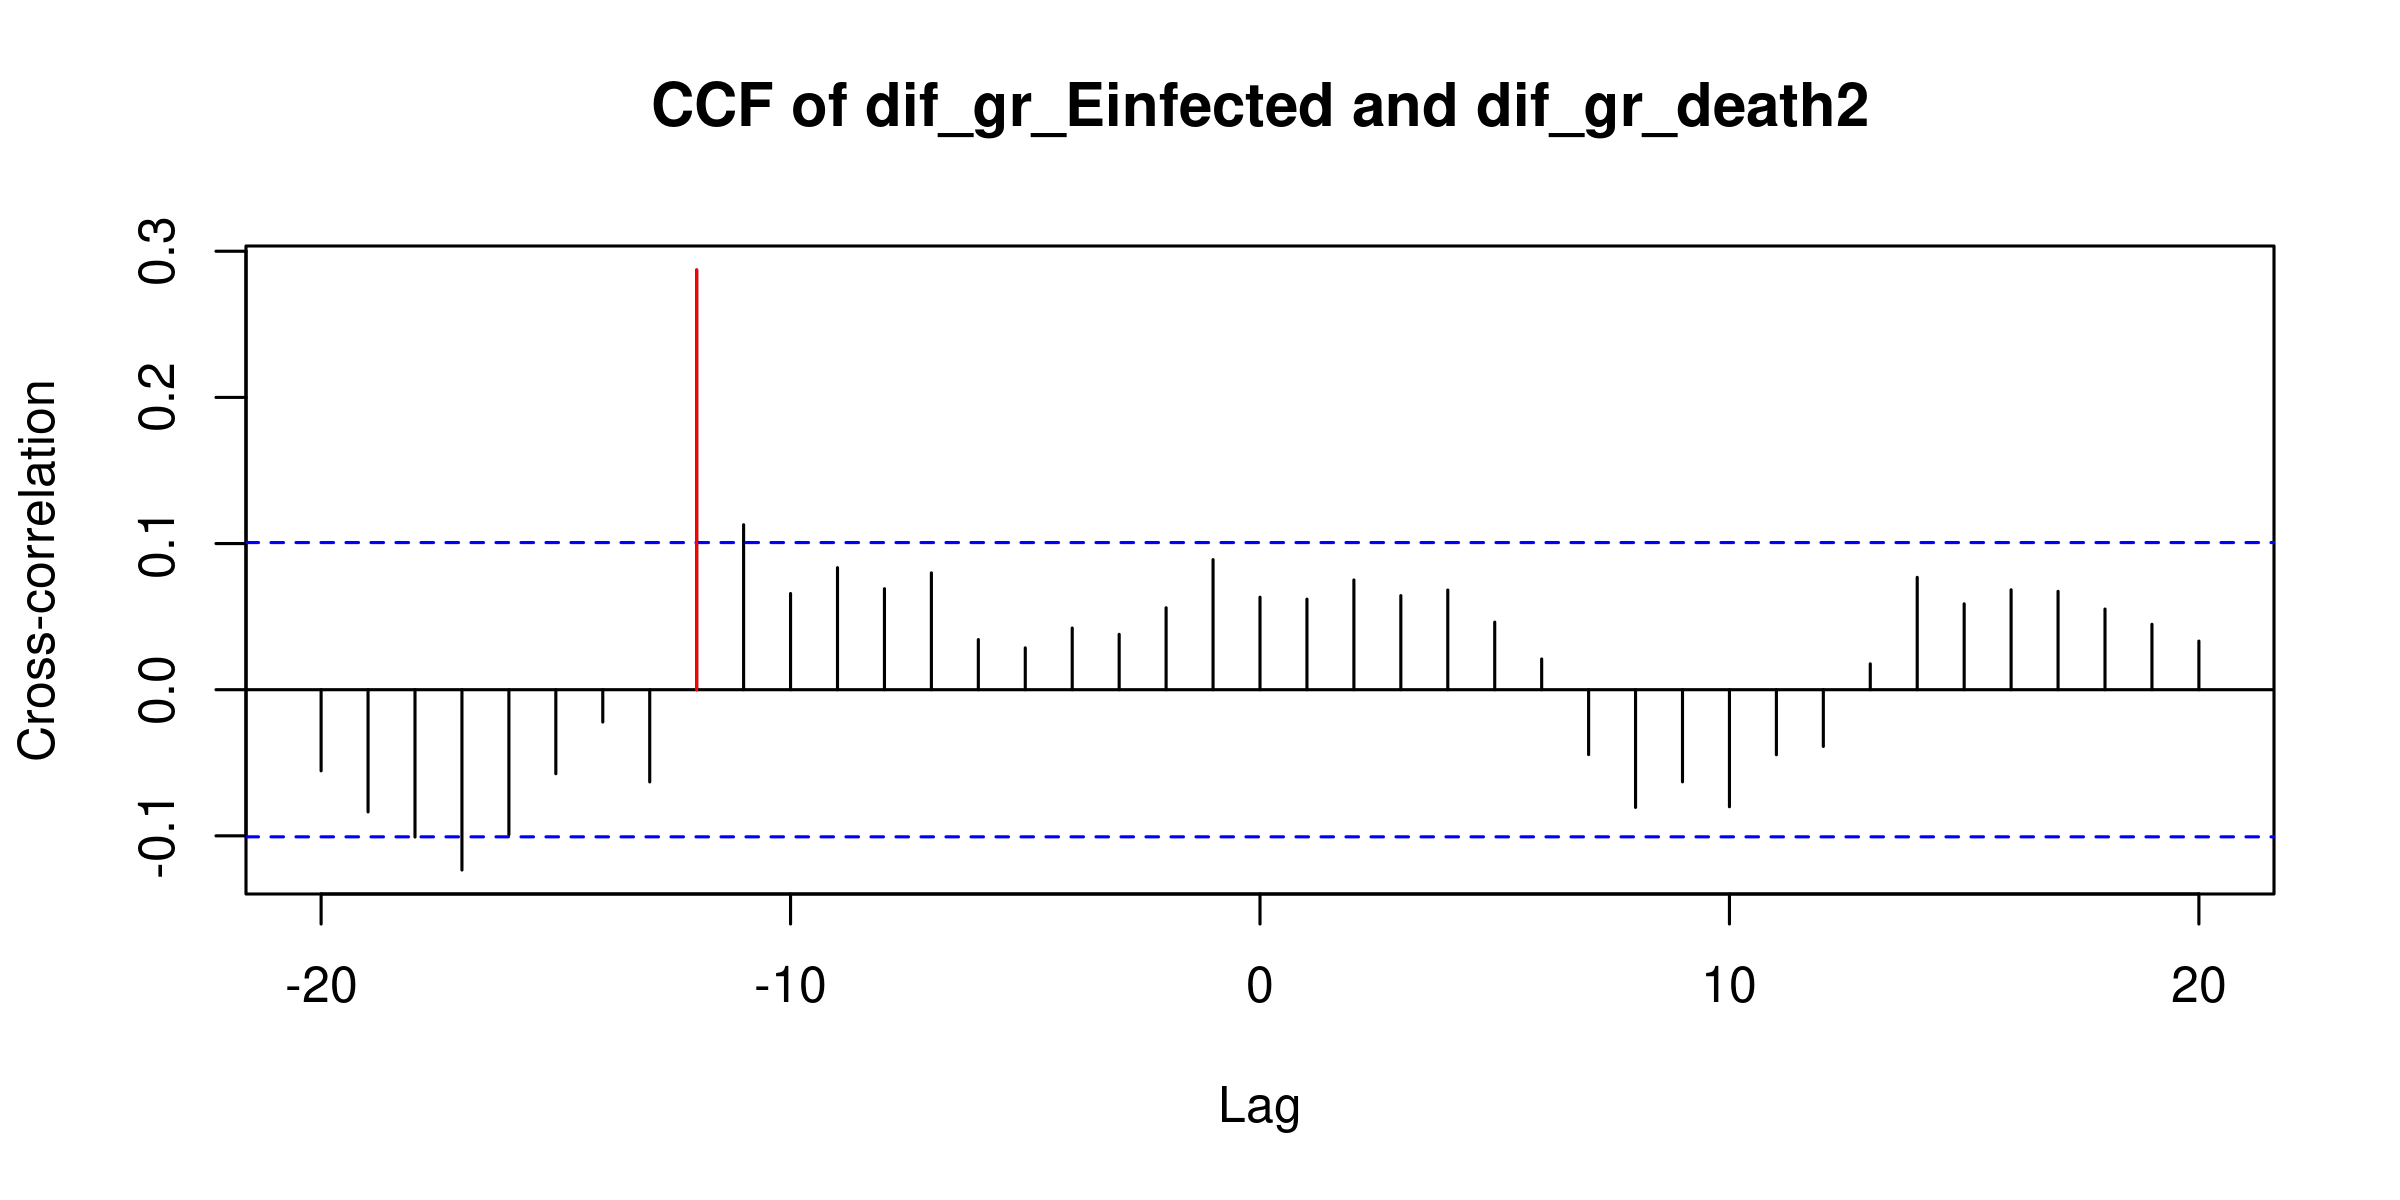 CCF of dif_gr_Einfected and dif_gr_death2
Cross-correlation
0.3
0.2
0.1
0.0
-0.1
-20 -10 0 10 20
Lag